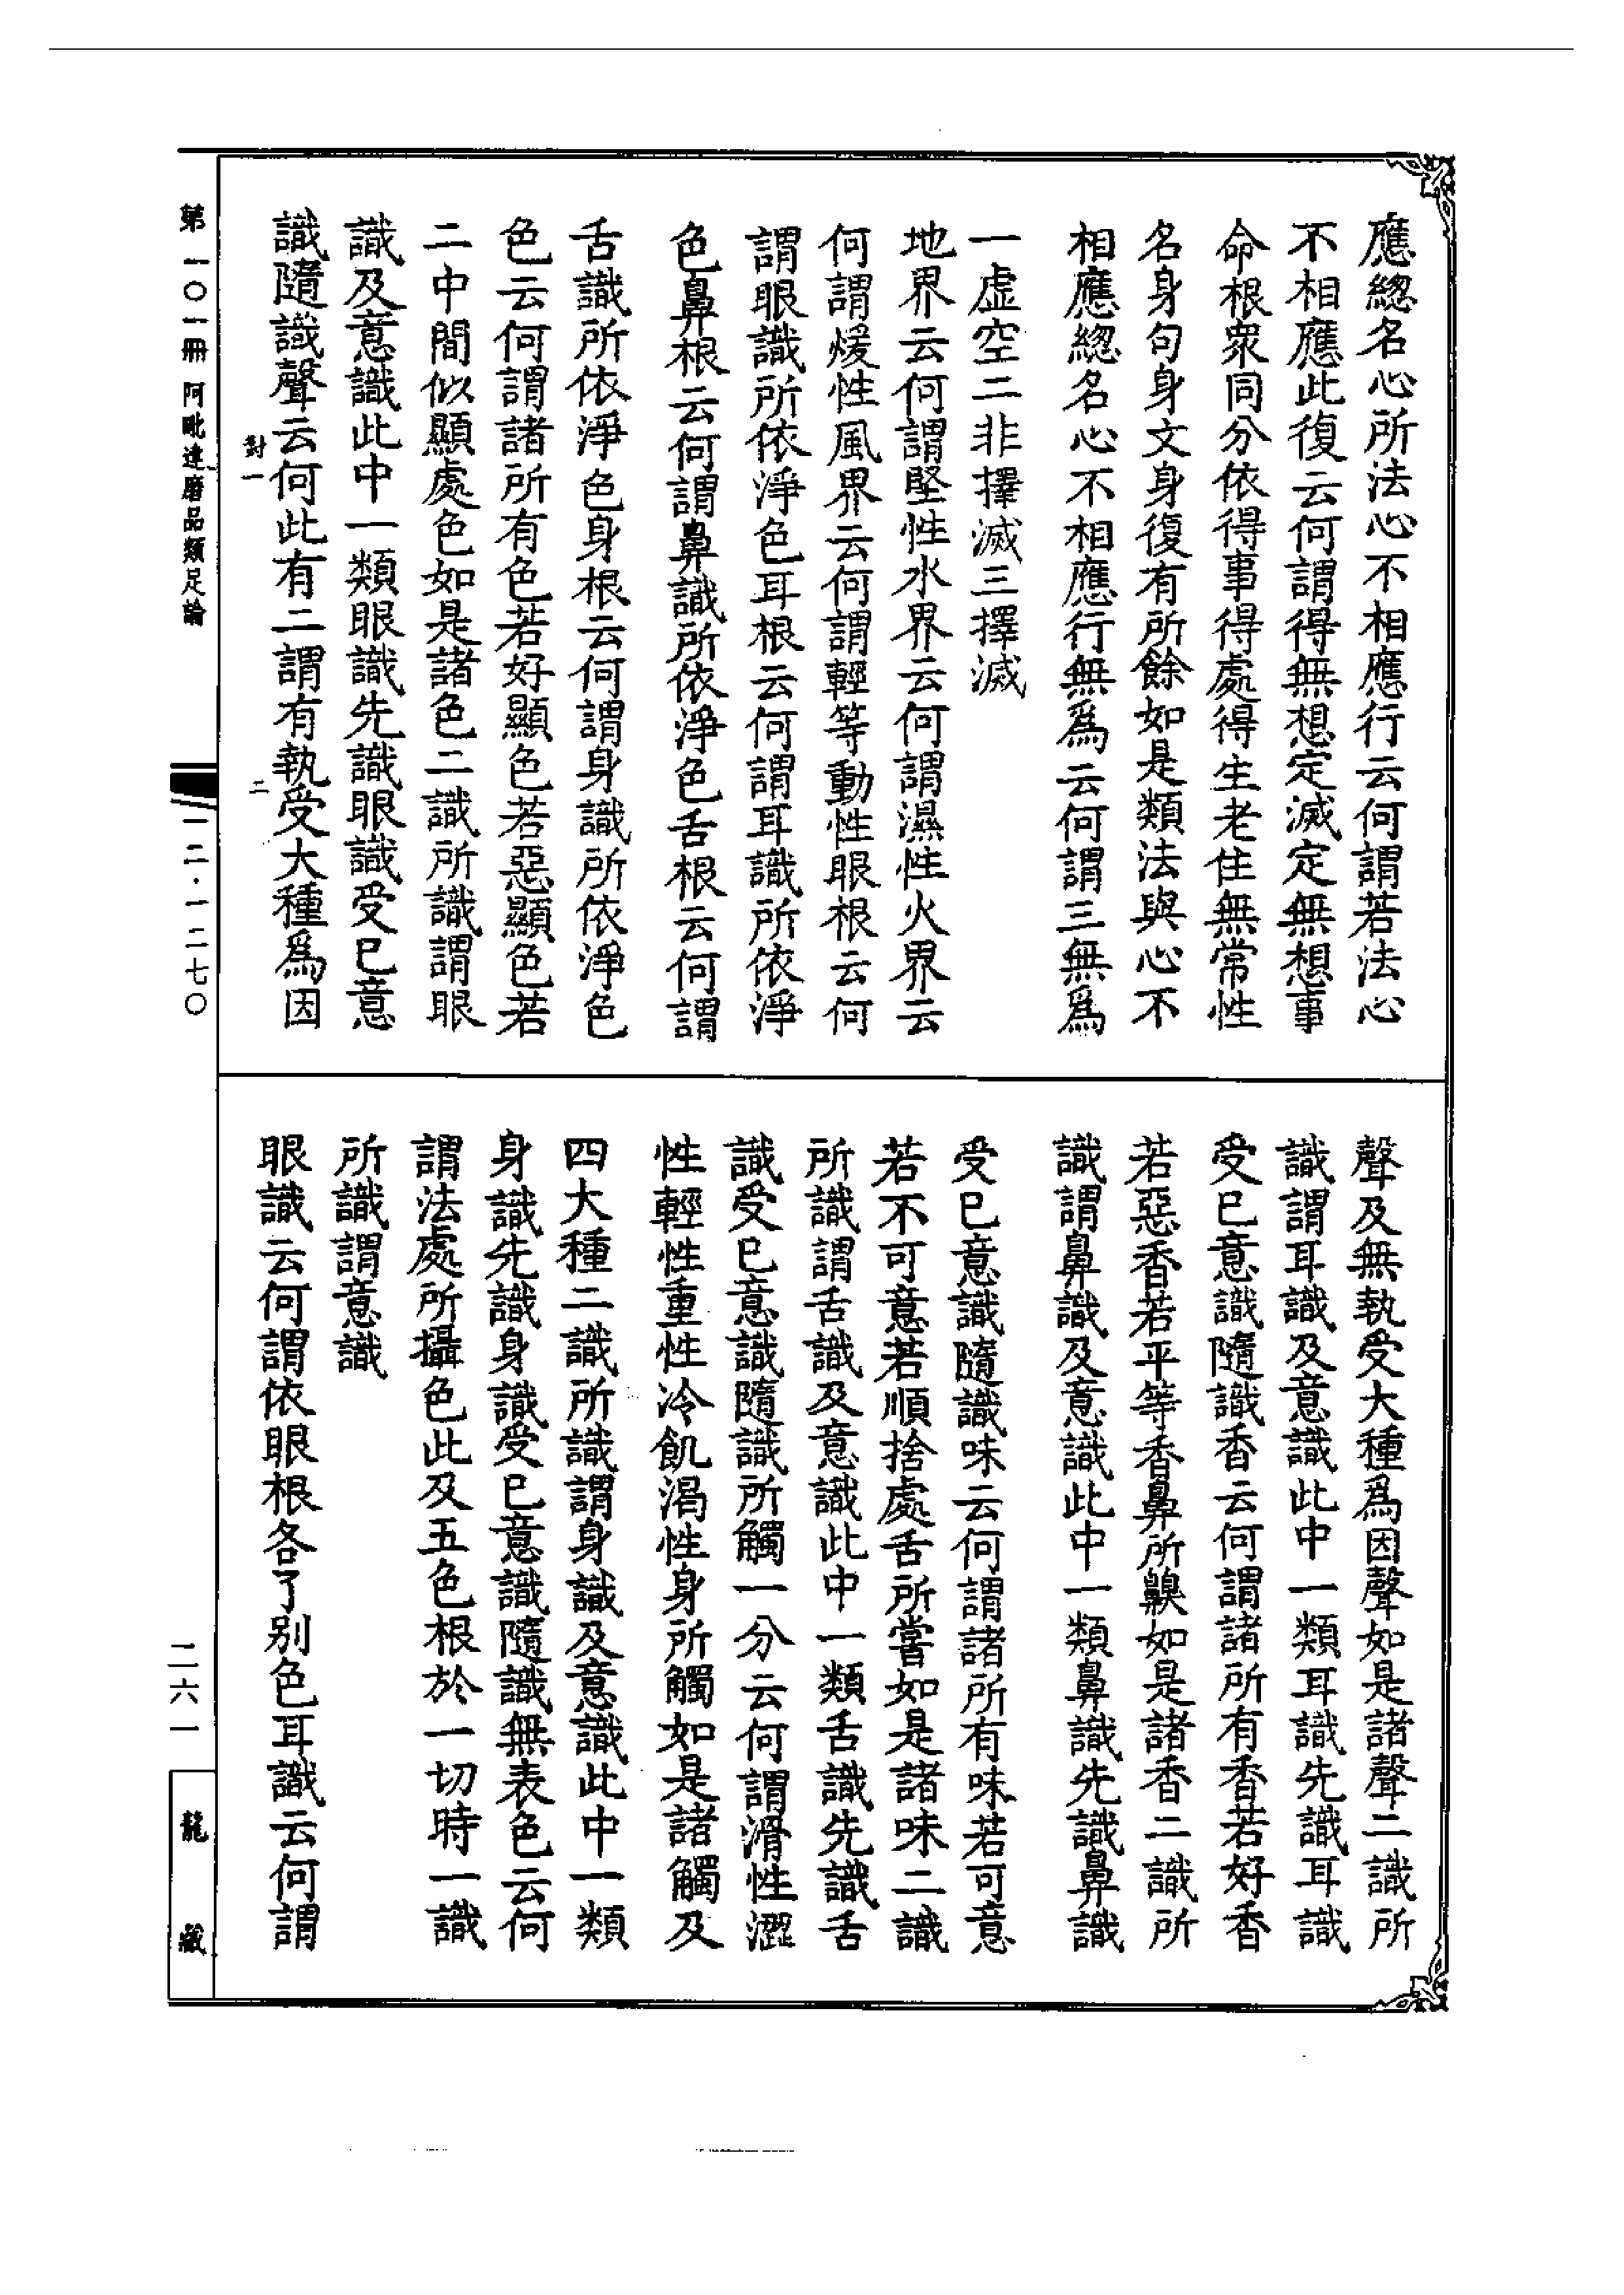 應總名心所法心不相應行云何謂若法心
不相應此復云何謂得無想定滅定無想事
命根衆同分依得事得處得生老住無常性
名身句身文身復有所餘如是類法與心不
相應總名心不相應行無爲云何謂三無爲
一虛空二非擇滅三擇滅
地界云何謂堅性水界云何謂濕性火界云
何謂煖性風界云何謂輕等動性眼根云何
謂眼識所依淨色耳根云何謂耳識所依淨
色鼻根云何謂鼻識所依淨色舌根云何謂
舌識所依淨色身根云何謂身識所依淨色
色云何謂諸所有色若好顯色若惡顯色若
二中間似顯處色如是諸色二識所識謂眼
識及意識此中一類眼識先識眼識受已意
識隨識聲云何此有二謂有執受大種爲因
聲及無執受大種爲因聲如是諸聲二識所
識謂耳識及意識此中一類耳識先識耳識
受已意識隨識香云何謂諸所有香若好香
若惡香若平等香鼻所齅如是諸香二識所
識謂鼻識及意識此中一類鼻識先識鼻識
受已意識隨識味云何謂諸所有味若可意
若不可意若順捨處舌所嘗如是諸味二識
所識謂舌識及意識此中一類舌識先識舌
識受已意識隨識所觸一分云何謂滑性澀
性輕性重性冷飢渴性身所觸如是諸觸及
四大種二識所識謂身識及意識此中一類
身識先識身識受已意識隨識無表色云何
謂法處所攝色此及五色根於一切時一識
所識謂意識
眼識云何謂依眼根各了别色耳識云何謂
對一
二
第一〇一冊 阿毗達磨品類足論
一二·一二七〇
二六一
龍藏